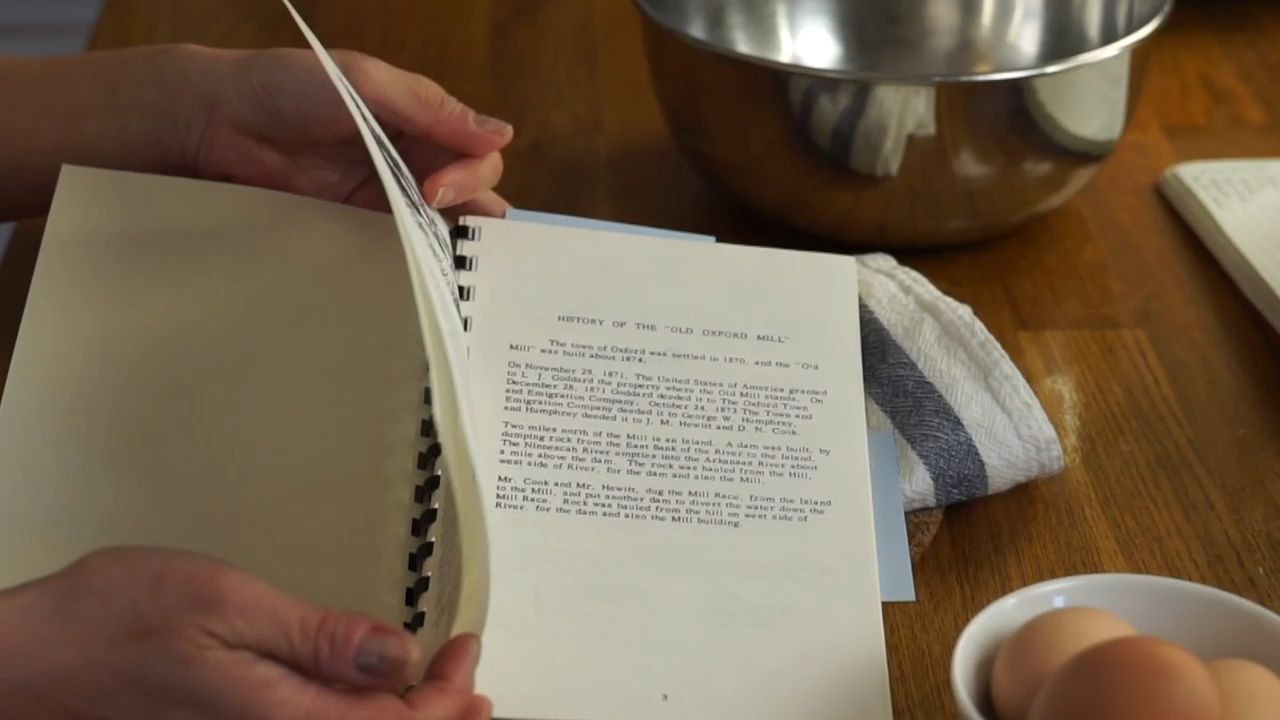 HISTORY OF THE "OLD OXFORD MILL"
The town of Oxford was settled in 1870, and the "Old
Mill" was built about 1874.
On November 29, 1871, The United States of America granted
to L. J. Goddard the property where the Old Mill stands. On
December 28, 1871 Goddard deeded it to The Oxford Town
and Emigration Company. October 24, 1873 The Town and
Emigration Company deeded it to George W. Humphrey,
and Humphrey deeded it to J. M. Hewitt and D. N. Cook.
Two miles north of the Mill is an Island. A dam was built, by
dumping rock from the East Bank of the River to the Island.
The Ninnescah River empties into the Arkansas River about
a mile above the dam. The rock was hauled from the Hill,
west side of River, for the dam and also the Mill.
Mr. Cook and Mr. Hewitt, dug the Mill Race, from the Island
to the Mill, and put another dam to divert the water down the
Mill Race. Rock was hauled from the hill on west side of
River, for the dam and also the Mill building.
3